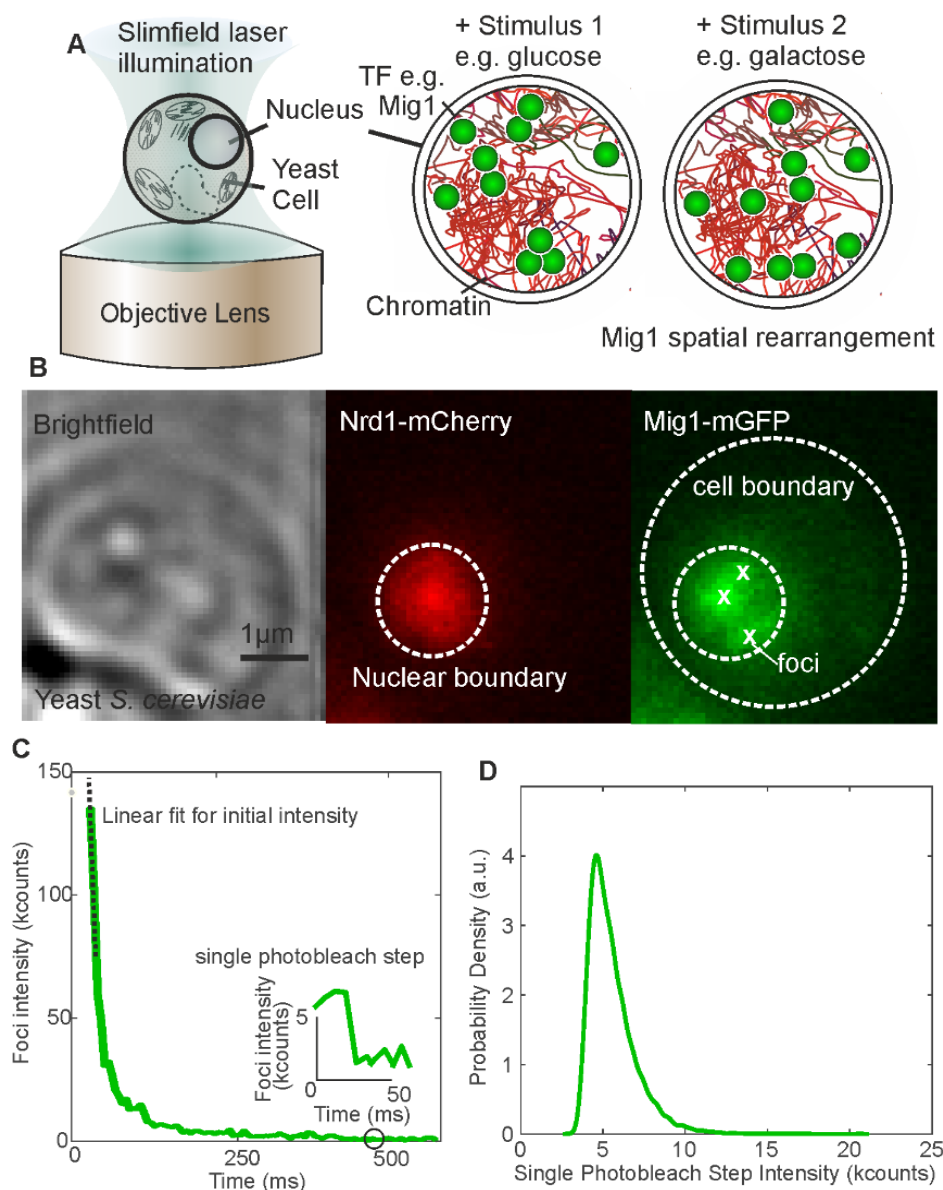 A
Slimfield laser
illumination
Nucleus
Yeast
Cell
Objective Lens
+ Stimulus 1
e.g. glucose
TF e.g.
Mig1
Chromatin
+ Stimulus 2
e.g. galactose
Mig1 spatial rearrangement
B
Brightfield
1µm
Yeast S. cerevisiae
Nrd1-mCherry
Nuclear boundary
Mig1-mGFP
cell boundary
x
x
x
foci
C
Foci intensity (kcounts)
150
100
50
0
Linear fit for initial intensity
single photobleach step
Foci intensity
(kcounts)
5
0
50
Time (ms)
0
250
500
Time (ms)
D
Probability Density (a.u.)
4
3
2
1
0
0
5
10
15
20
25
Single Photobleach Step Intensity (kcounts)